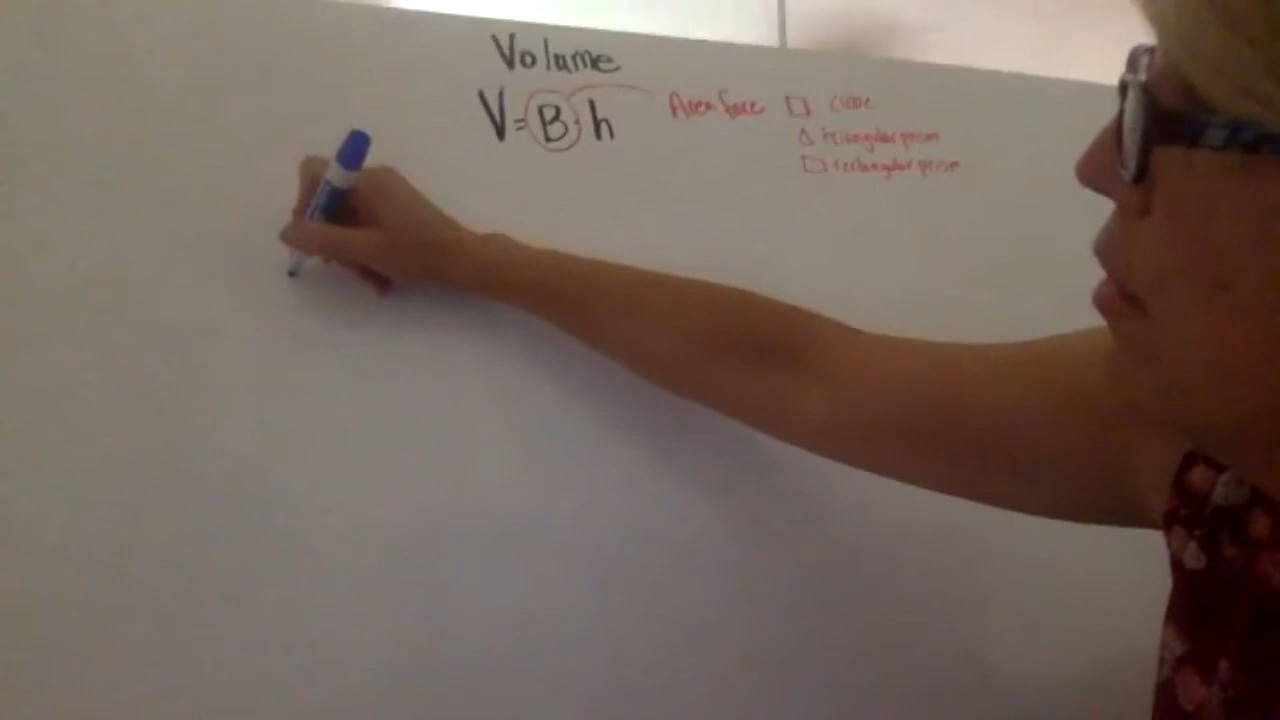 Volume
V=B·h Area face □ cube
△ triangular prism
▭ rectangular prism